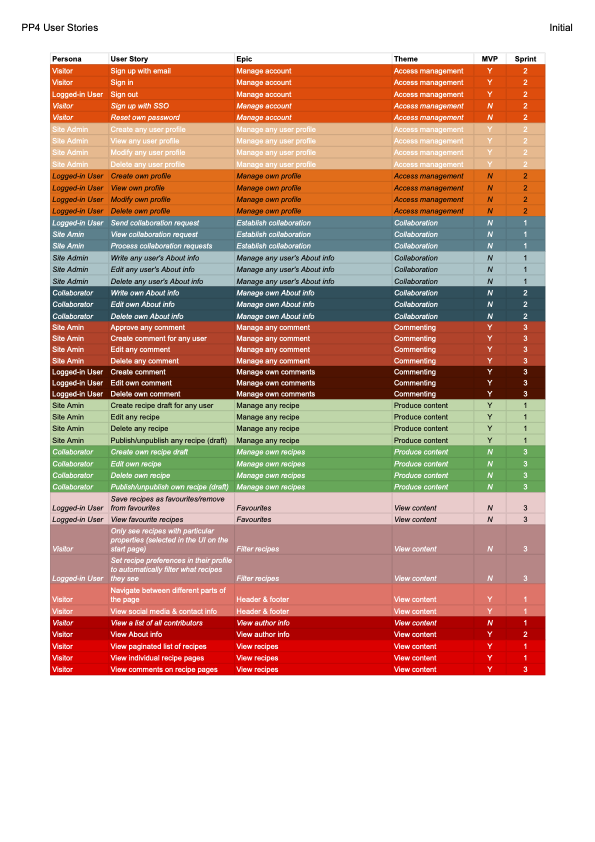 PP4 User Stories Initial
Persona User Story Epic Theme MVP Sprint
Visitor Sign up with email Manage account Access management Y 2
Visitor Sign in Manage account Access management Y 2
Logged-in User Sign out Manage account Access management Y 2
Visitor Sign up with SSO Manage account Access management N 2
Visitor Reset own password Manage account Access management N 2
Site Admin Create any user profile Manage any user profile Access management Y 2
Site Admin View any user profile Manage any user profile Access management Y 2
Site Admin Modify any user profile Manage any user profile Access management Y 2
Site Admin Delete any user profile Manage any user profile Access management Y 2
Logged-in User Create own profile Manage own profile Access management N 2
Logged-in User View own profile Manage own profile Access management N 2
Logged-in User Modify own profile Manage own profile Access management N 2
Logged-in User Delete own profile Manage own profile Access management N 2
Logged-in User Send collaboration request Establish collaboration Collaboration N 1
Site Amin View collaboration request Establish collaboration Collaboration N 1
Site Amin Process collaboration requests Establish collaboration Collaboration N 1
Site Admin Write any user's About info Manage any user's About info Collaboration N 1
Site Admin Edit any user's About info Manage any user's About info Collaboration N 1
Site Admin Delete any user's About info Manage any user's About info Collaboration N 1
Collaborator Write own About info Manage own About info Collaboration N 2
Collaborator Edit own About info Manage own About info Collaboration N 2
Collaborator Delete own About info Manage own About info Collaboration N 2
Site Amin Approve any comment Manage any comment Commenting Y 3
Site Amin Create comment for any user Manage any comment Commenting Y 3
Site Amin Edit any comment Manage any comment Commenting Y 3
Site Amin Delete any comment Manage any comment Commenting Y 3
Logged-in User Create comment Manage own comments Commenting Y 3
Logged-in User Edit own comment Manage own comments Commenting Y 3
Logged-in User Delete own comment Manage own comments Commenting Y 3
Site Amin Create recipe draft for any user Manage any recipe Produce content Y 1
Site Amin Edit any recipe Manage any recipe Produce content Y 1
Site Amin Delete any recipe Manage any recipe Produce content Y 1
Site Amin Publish/unpublish any recipe (draft) Manage any recipe Produce content Y 1
Collaborator Create own recipe draft Manage own recipes Produce content N 3
Collaborator Edit own recipe Manage own recipes Produce content N 3
Collaborator Delete own recipe Manage own recipes Produce content N 3
Collaborator Publish/unpublish own recipe (draft) Manage own recipes Produce content N 3
Save recipes as favourites/remove
Logged-in User from favourites Favourites View content N 3
Logged-in User View favourite recipes Favourites View content N 3
Only see recipes with particular
properties (selected in the UI on the
Visitor start page) Filter recipes View content N 3
Set recipe preferences in their profile
to automatically filter what recipes
Logged-in User they see Filter recipes View content N 3
Navigate between different parts of
Visitor the page Header & footer View content Y 1
Visitor View social media & contact info Header & footer View content Y 1
Visitor View a list of all contributors View author info View content N 1
Visitor View About info View author info View content Y 2
Visitor View paginated list of recipes View recipes View content Y 1
Visitor View individual recipe pages View recipes View content Y 1
Visitor View comments on recipe pages View recipes View content Y 3